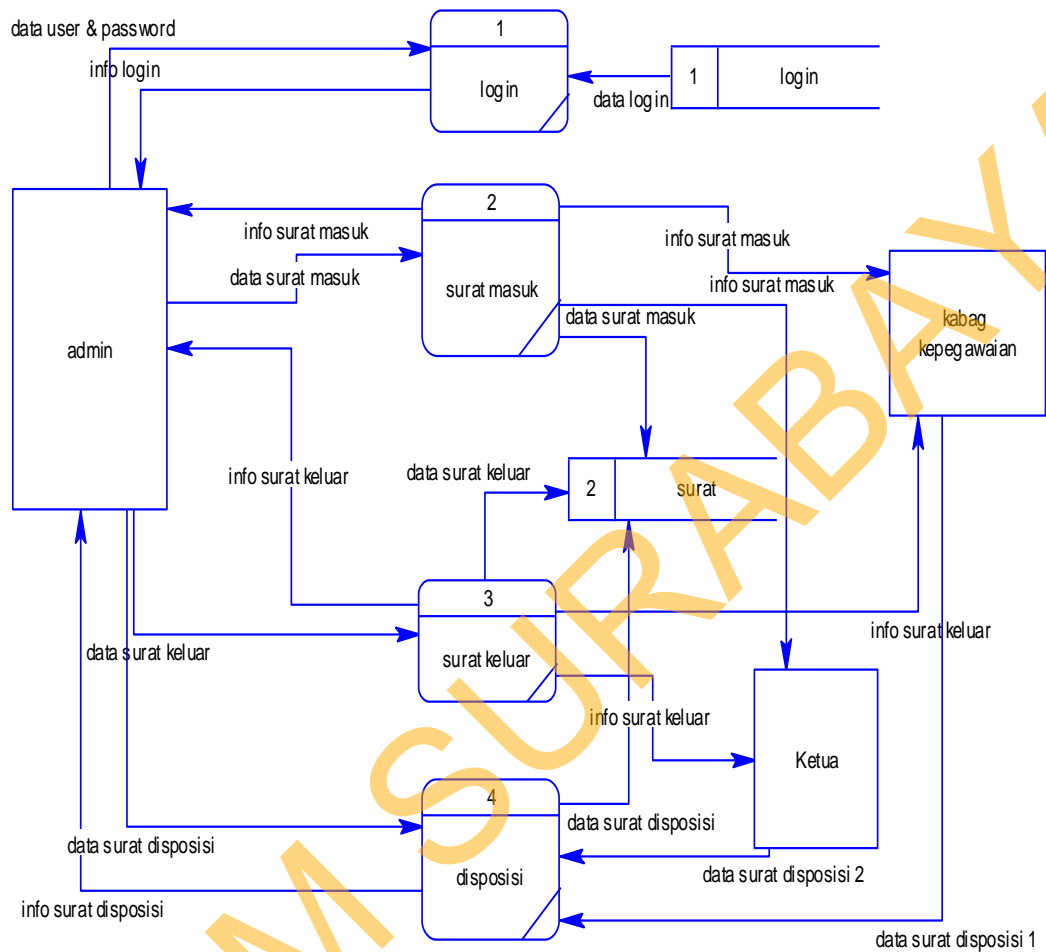 data user & password
1
login
info login
1
login
data login
2
surat masuk
info surat masuk
data surat masuk
info surat masuk
info surat masuk
data surat masuk
kabag
kepegawaian
admin
info surat keluar
data surat keluar
2
surat
3
surat keluar
data surat keluar
info surat keluar
info surat keluar
Ketua
4
disposisi
data surat disposisi
data surat disposisi
data surat disposisi 2
info surat disposisi
data surat disposisi 1
M SURABAYA